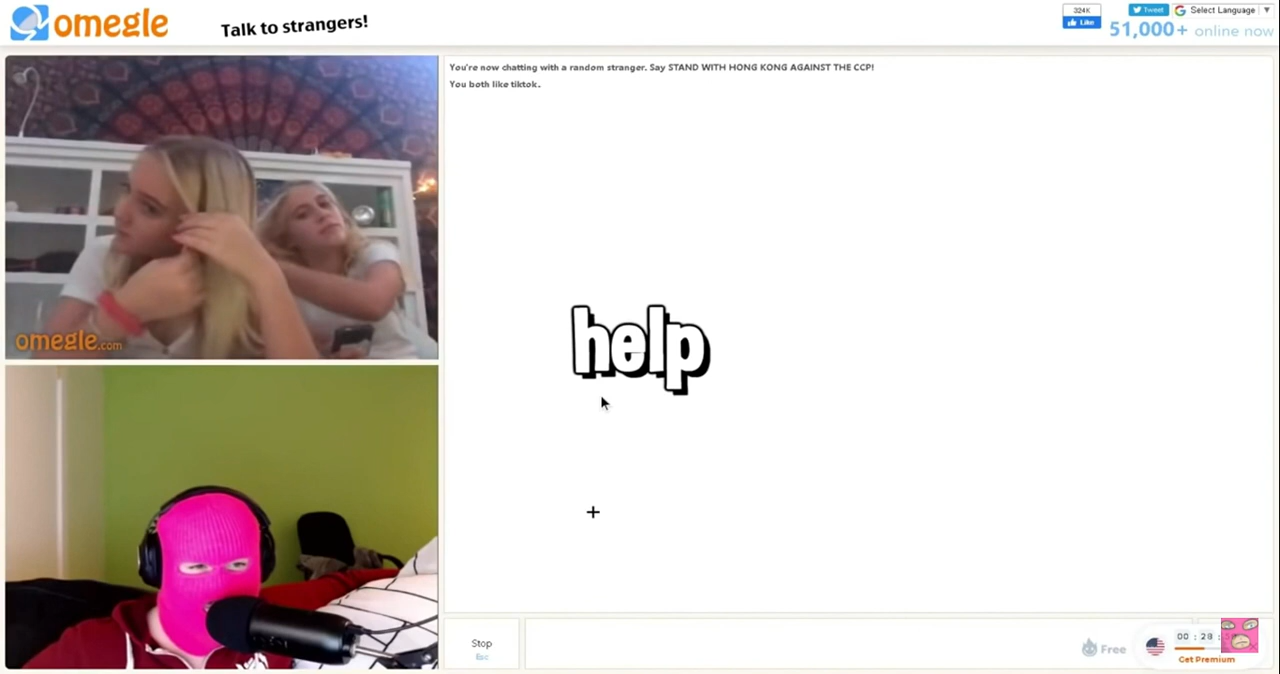 omegle
Talk to strangers!
324K
Like
Tweet
Select Language ▼
51,000+ online now
You're now chatting with a random stranger. Say STAND WITH HONG KONG AGAINST THE CCP!
You both like tiktok.
omegle.com
help
Stop
Esc
Free
00 : 28 :
Get Premium